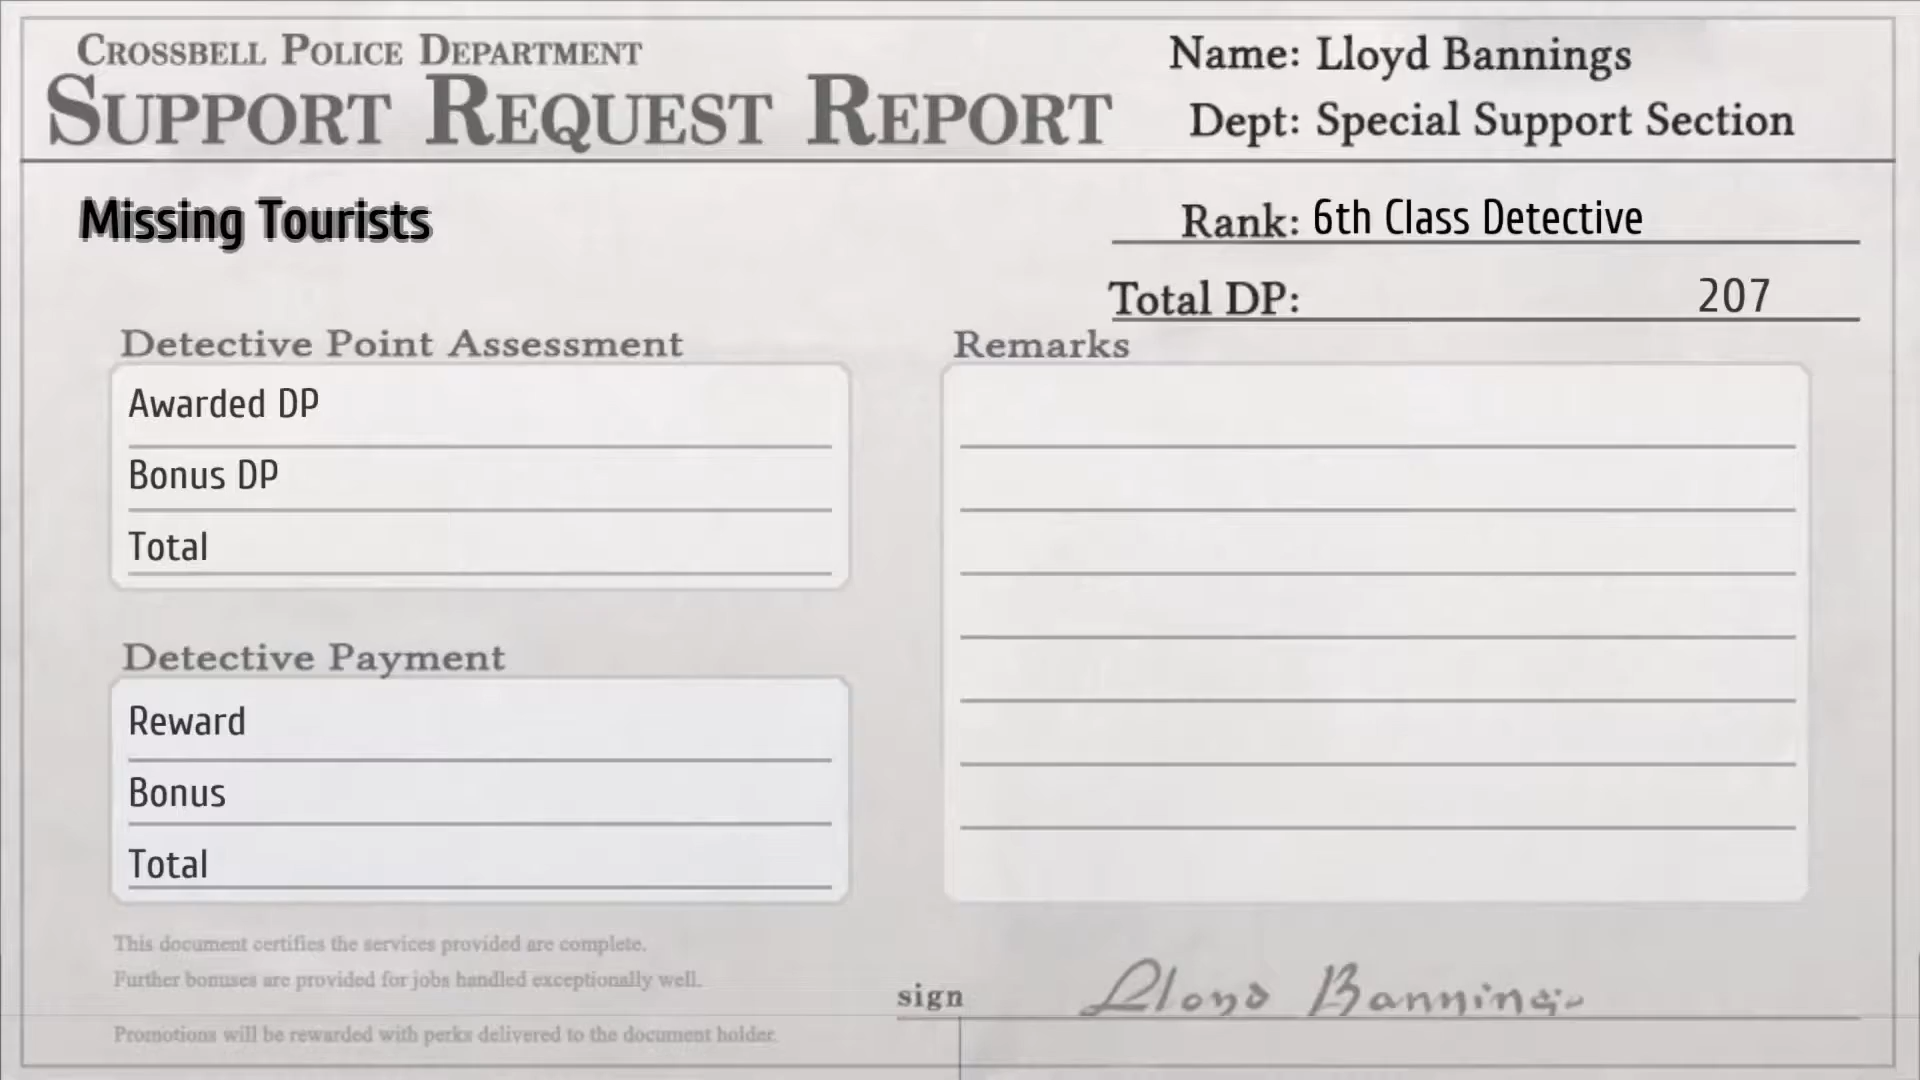 CROSSBELL POLICE DEPARTMENT
SUPPORT REQUEST REPORT
Name: Lloyd Bannings
Dept: Special Support Section
Missing Tourists
Rank: 6th Class Detective
Total DP: 207
Detective Point Assessment
Awarded DP
Bonus DP
Total
Remarks
Detective Payment
Reward
Bonus
Total
This document certifies the services provided are complete.
Further bonuses are provided for jobs handled exceptionally well.
Promotions will be rewarded with perks delivered to the document holder.
sign Lloyd Bannings